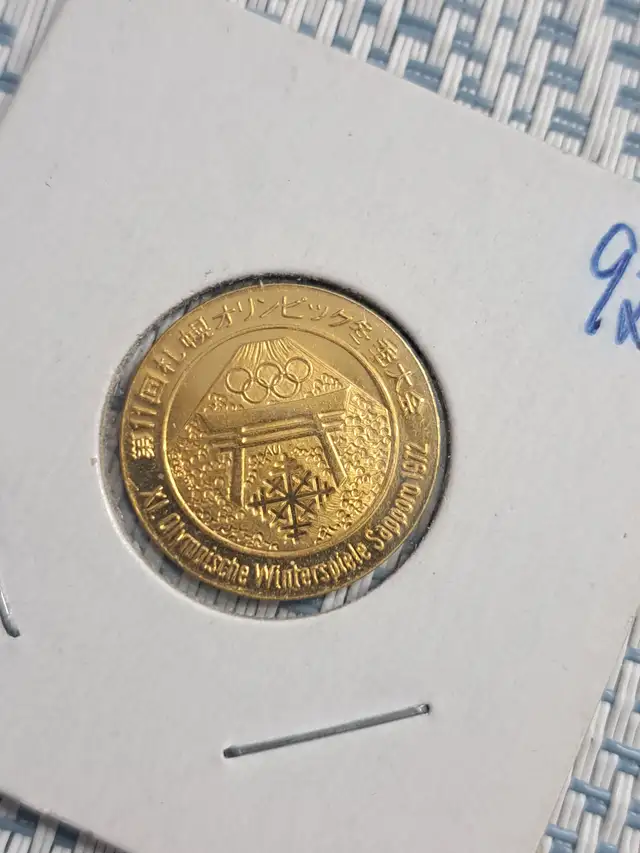 第11回札幌オリンピック冬季大会
AU
XI. Olympische Winterspiele Sapporo 1972